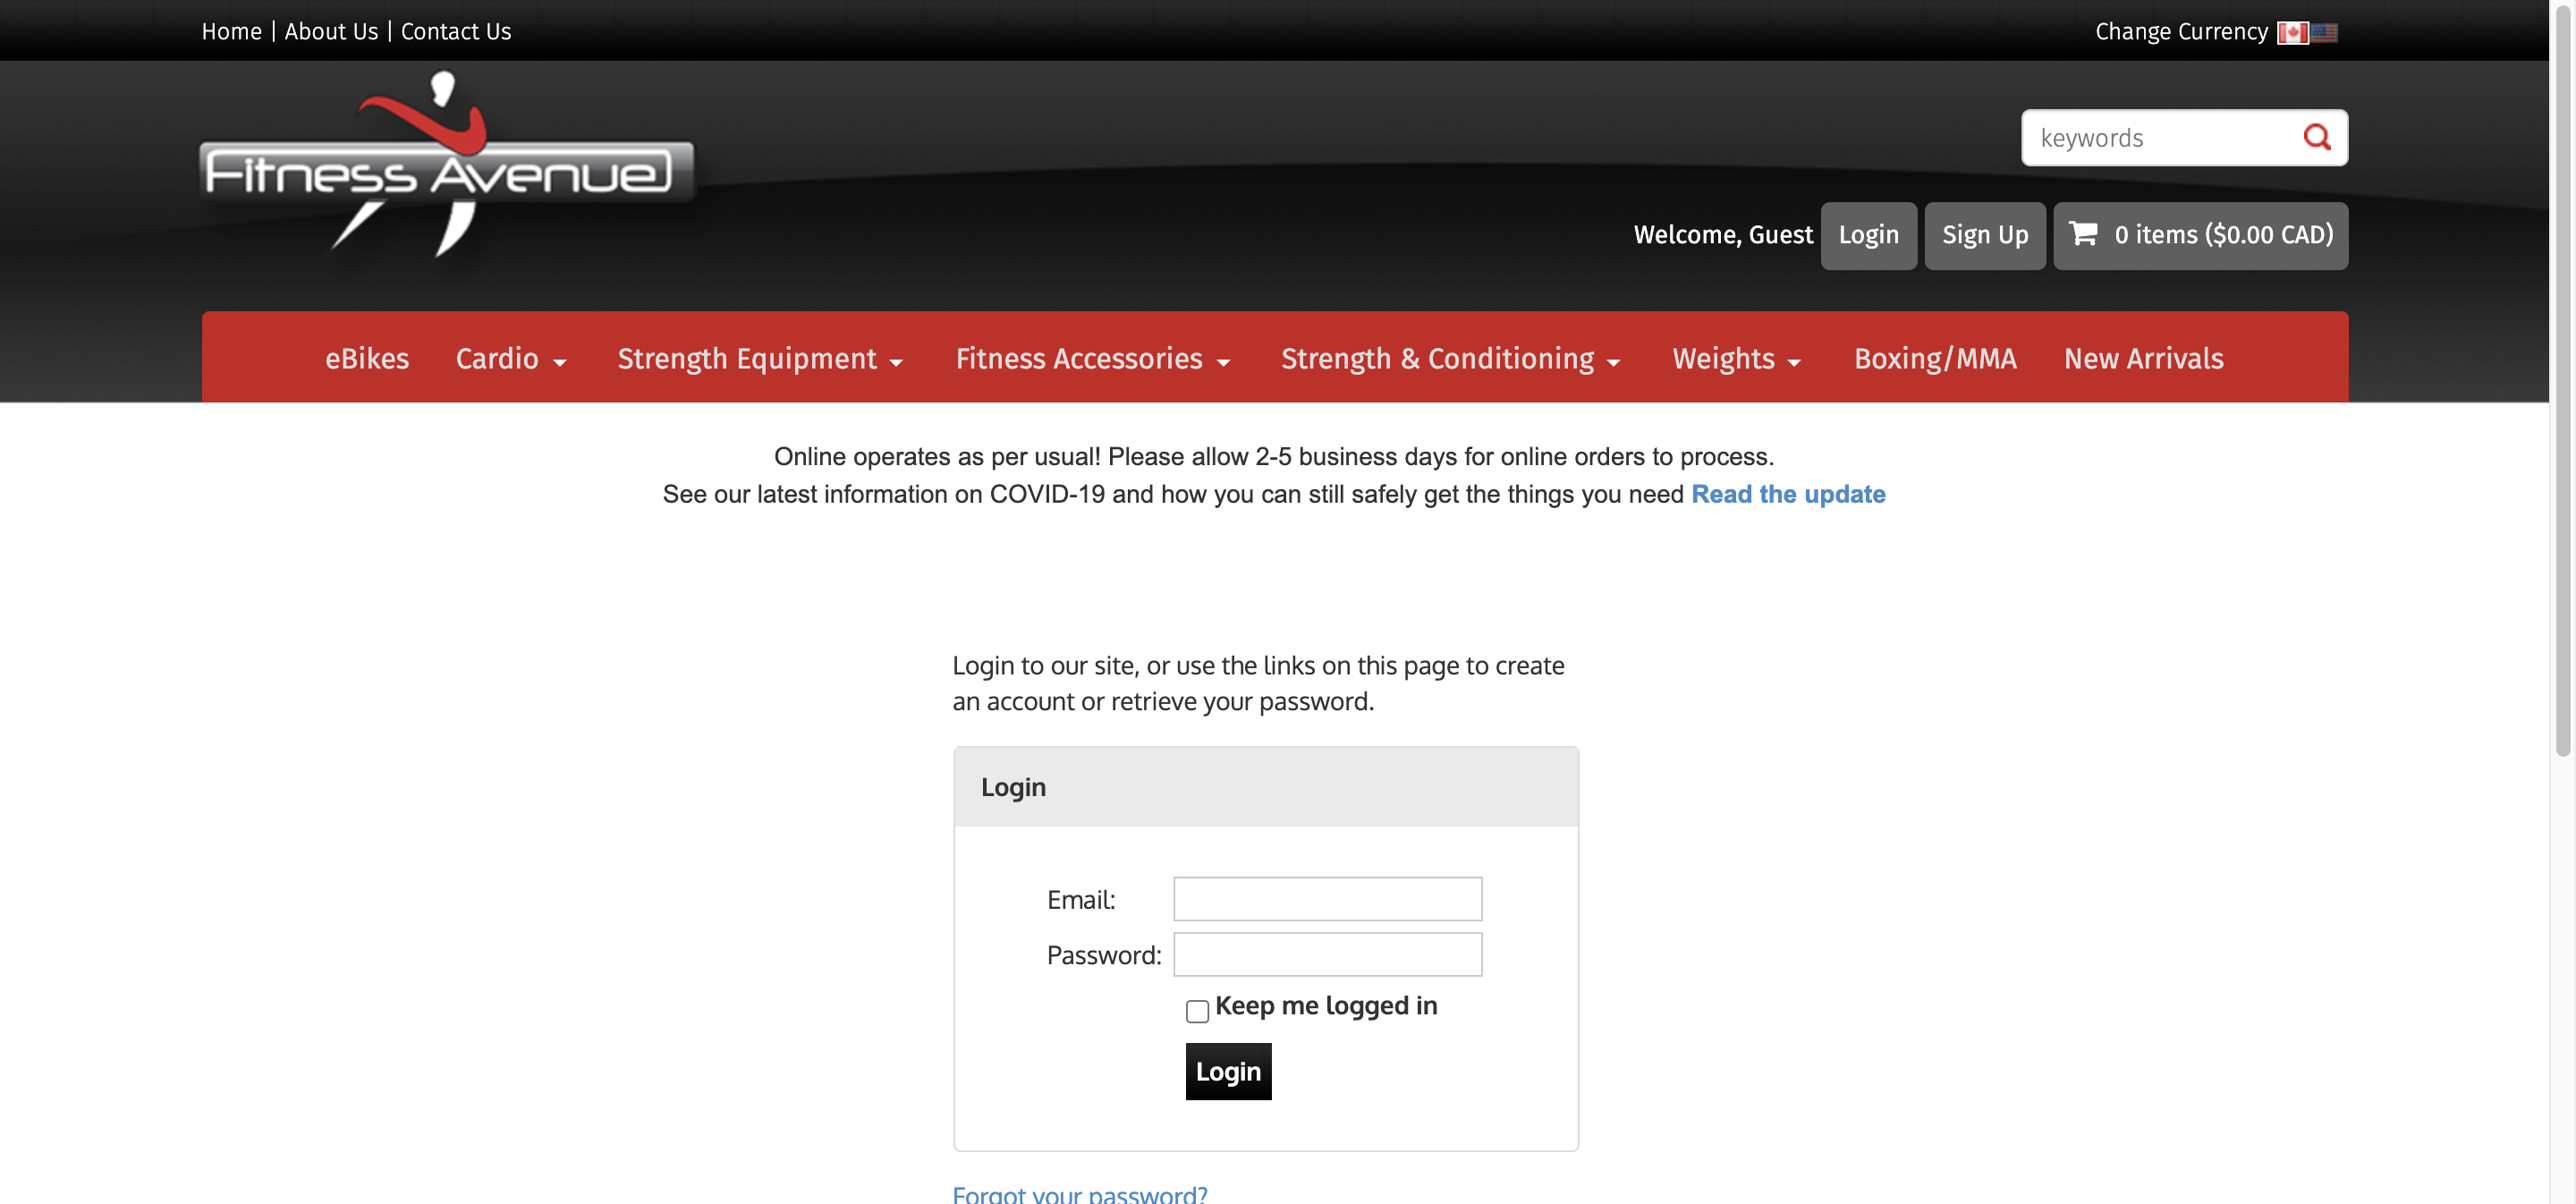 Home | About Us | Contact Us
Change Currency
Fitness Avenue
keywords
Welcome, Guest
Login
Sign Up
0 items ($0.00 CAD)
eBikes
Cardio
Strength Equipment
Fitness Accessories
Strength & Conditioning
Weights
Boxing/MMA
New Arrivals
Online operates as per usual! Please allow 2-5 business days for online orders to process.
See our latest information on COVID-19 and how you can still safely get the things you need Read the update
Login to our site, or use the links on this page to create
an account or retrieve your password.
Login
Email:
Password:
Keep me logged in
Login
Forgot your password?